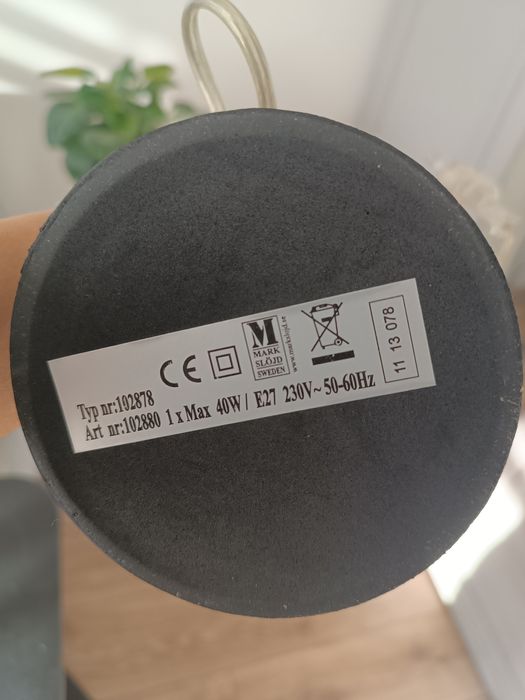 CE
M
MARK
SLÖJD
SWEDEN
www.markslojd.se
11 13 078
Typ nr:102878
Art nr:102880 1 x Max 40W / E27 230V~ 50-60Hz